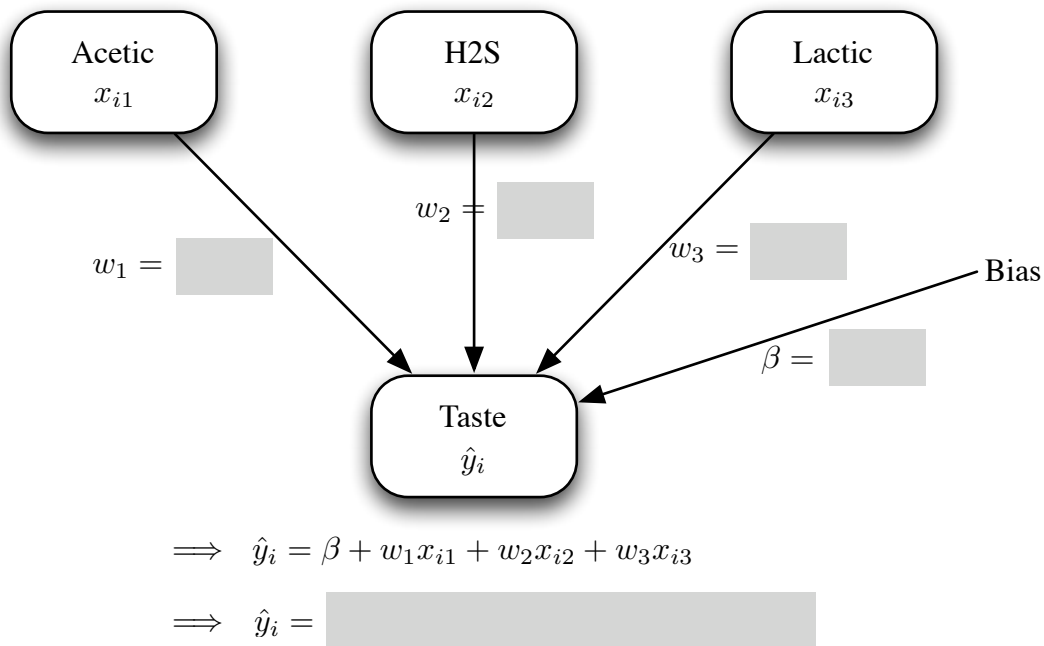 Acetic
x_{i1}
H2S
x_{i2}
Lactic
x_{i3}
w_2 =
w_3 =
w_1 =
Bias
β =
Taste
ŷ_i
⟹ ŷ_i = β + w_1x_{i1} + w_2x_{i2} + w_3x_{i3}
⟹ ŷ_i =